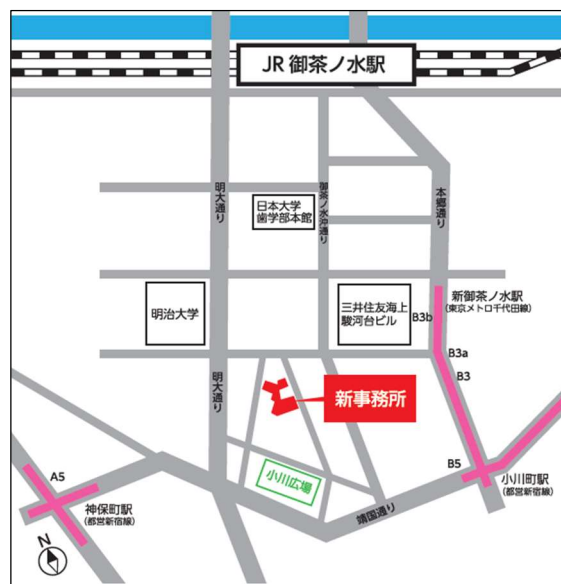 JR 御茶ノ水駅
明大通り
御茶ノ水仲通り
本郷通り
日本大学
歯学部本館
明治大学
三井住友海上
駿河台ビル
B3b
新御茶ノ水駅
(東京メトロ千代田線)
B3a
B3
明大通り
新事務所
小川広場
B5
小川町駅
(都営新宿線)
A5
神保町駅
(都営新宿線)
靖国通り
N